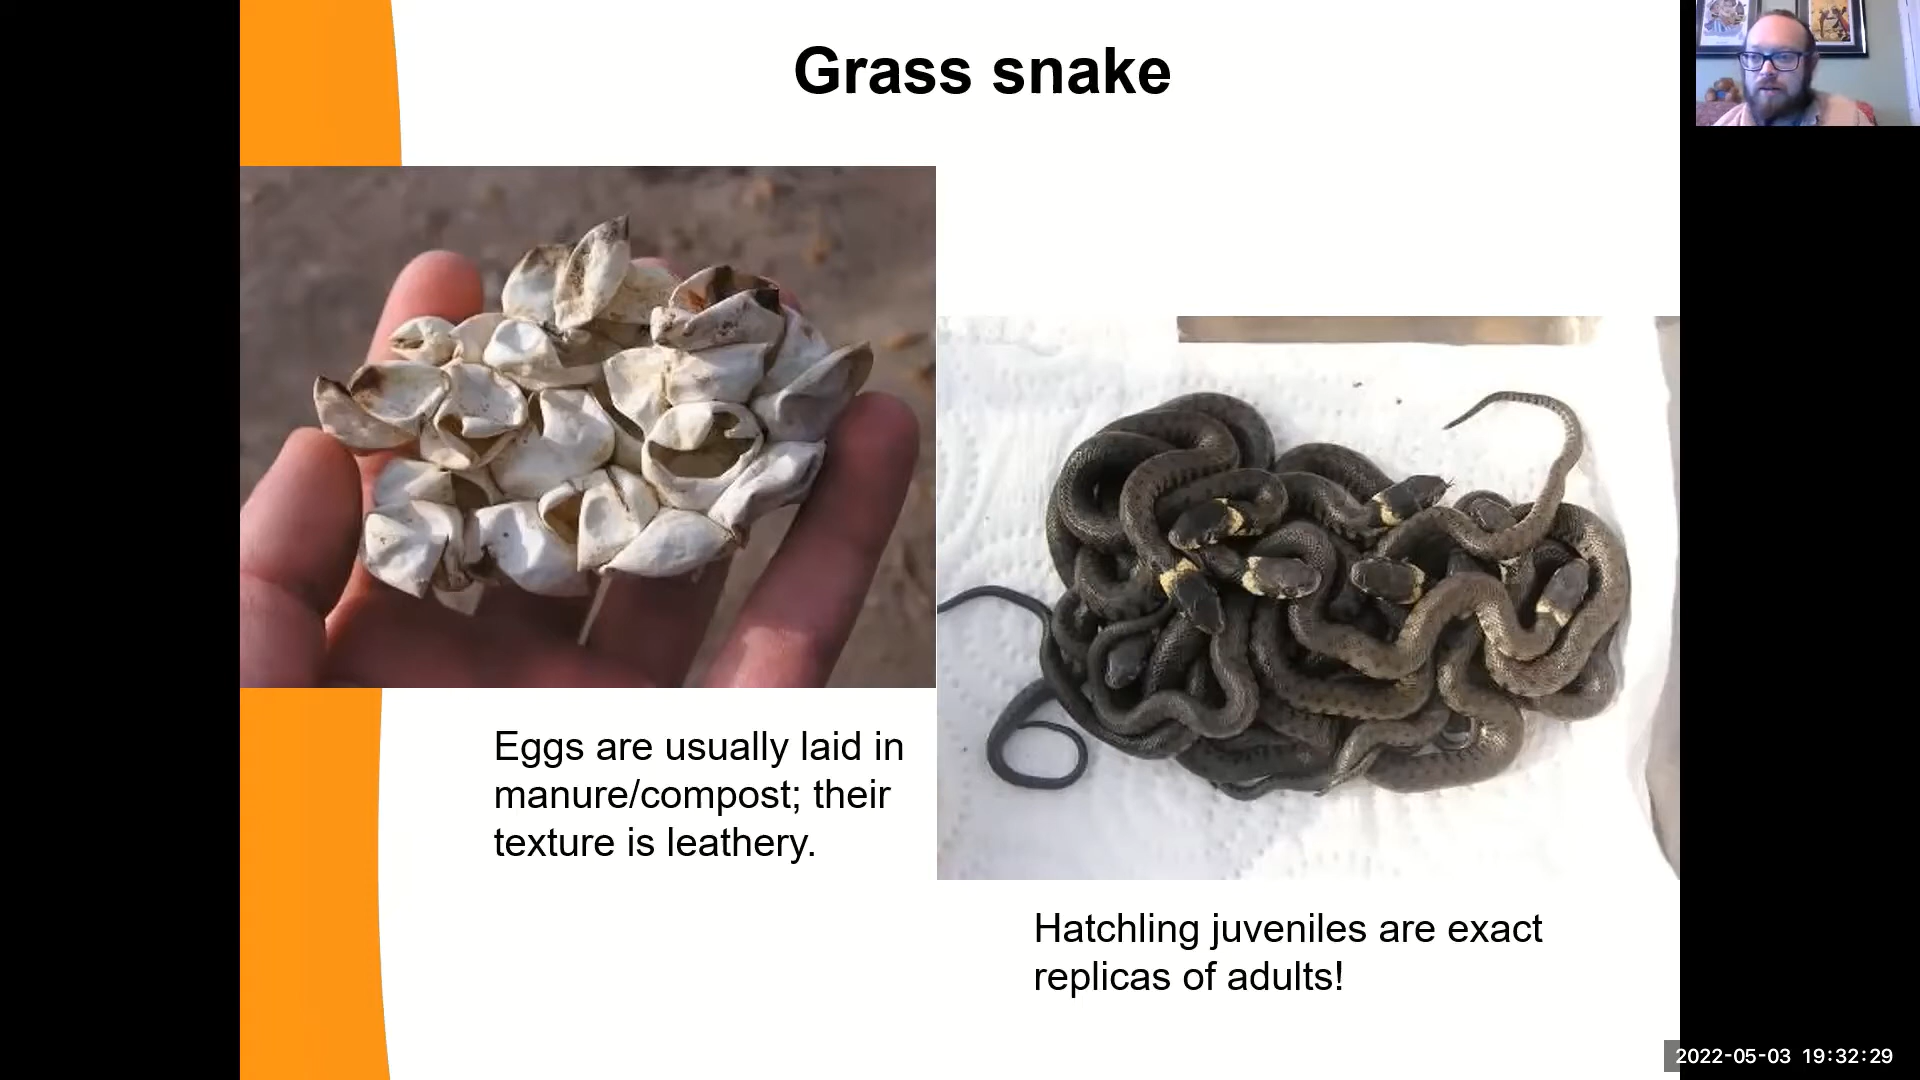 Grass snake
Eggs are usually laid in
manure/compost; their
texture is leathery.
Hatchling juveniles are exact
replicas of adults!
2022-05-03 19:32:29